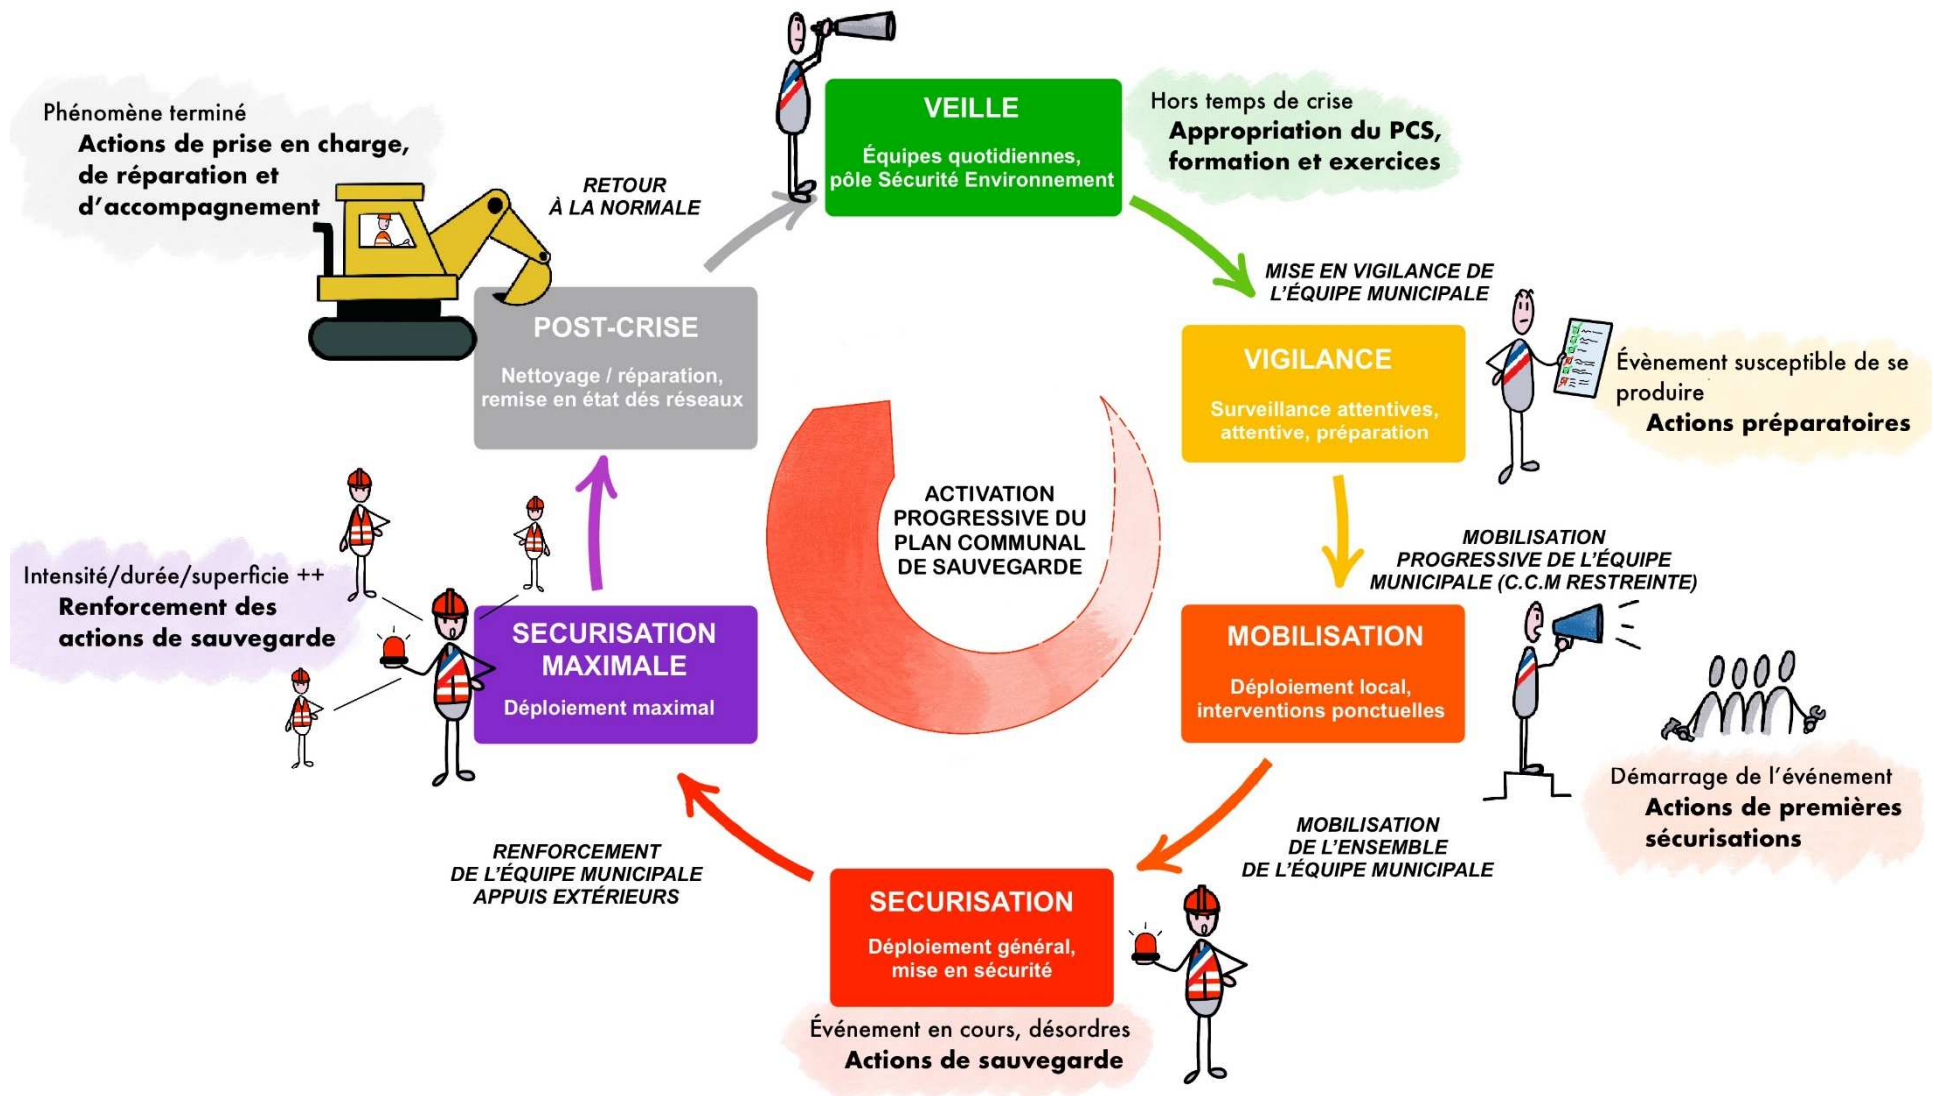 VEILLE
Équipes quotidiennes,
pôle Sécurité Environnement
Hors temps de crise
Appropriation du PCS,
formation et exercices
MISE EN VIGILANCE DE
L'ÉQUIPE MUNICIPALE
VIGILANCE
Surveillance attentives,
attentive, préparation
Évènement susceptible de se
produire
Actions préparatoires
MOBILISATION
PROGRESSIVE DE L'ÉQUIPE
MUNICIPALE (C.C.M RESTREINTE)
MOBILISATION
Déploiement local,
interventions ponctuelles
Démarrage de l'événement
Actions de premières
sécurisations
MOBILISATION
DE L'ENSEMBLE
DE L'ÉQUIPE MUNICIPALE
SECURISATION
Déploiement général,
mise en sécurité
Événement en cours, désordres
Actions de sauvegarde
RENFORCEMENT
DE L'ÉQUIPE MUNICIPALE
APPUIS EXTÉRIEURS
SECURISATION
MAXIMALE
Déploiement maximal
Intensité/durée/superficie ++
Renforcement des
actions de sauvegarde
POST-CRISE
Nettoyage / réparation,
remise en état dés réseaux
Phénomène terminé
Actions de prise en charge,
de réparation et
d'accompagnement
RETOUR
À LA NORMALE
ACTIVATION
PROGRESSIVE DU
PLAN COMMUNAL
DE SAUVEGARDE